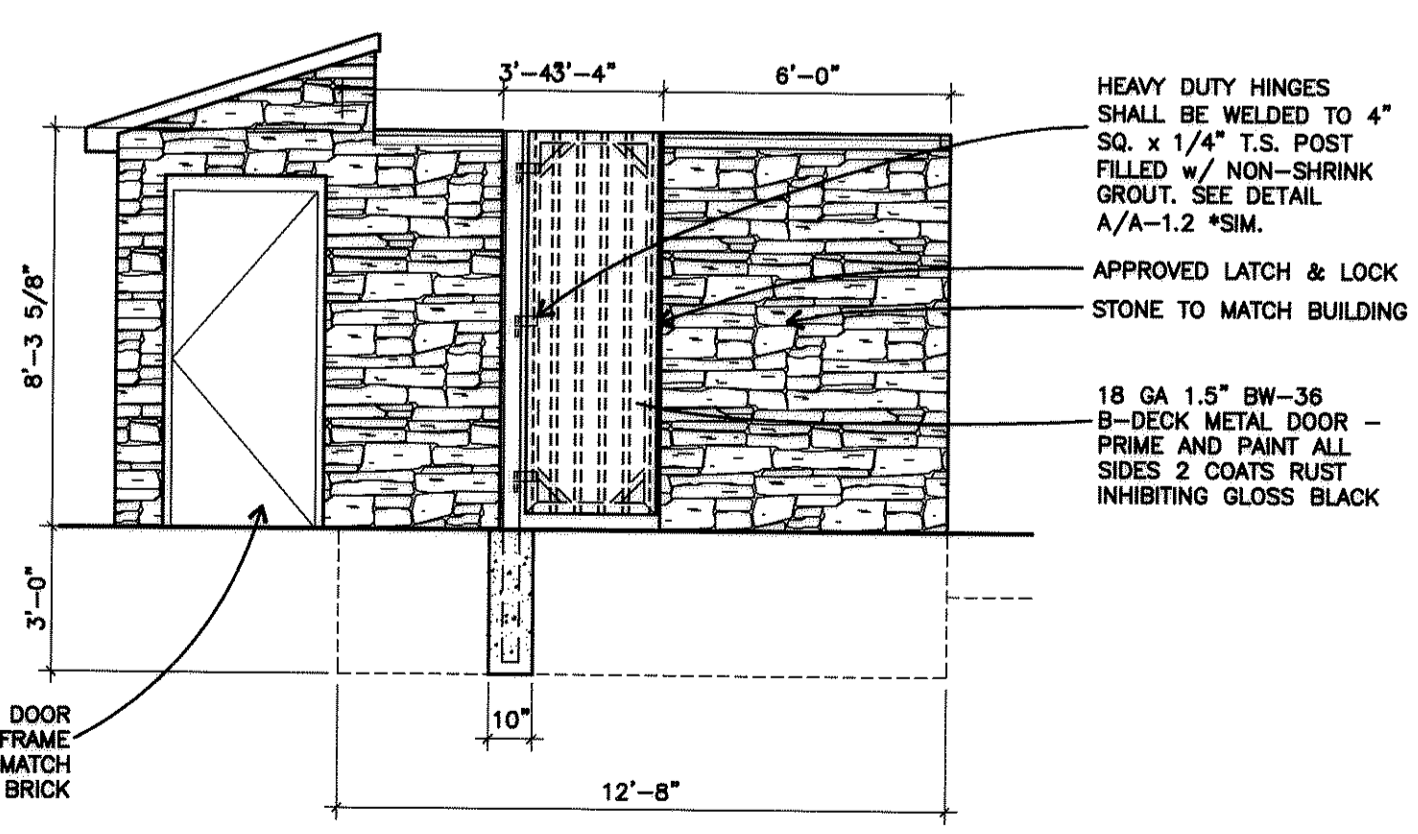 3'-43'-4"
6'-0"
HEAVY DUTY HINGES
SHALL BE WELDED TO 4"
SQ. x 1/4" T.S. POST
FILLED w/ NON-SHRINK
GROUT. SEE DETAIL
A/A-1.2 *SIM.
APPROVED LATCH & LOCK
STONE TO MATCH BUILDING
18 GA 1.5" BW-36
B-DECK METAL DOOR -
PRIME AND PAINT ALL
SIDES 2 COATS RUST
INHIBITING GLOSS BLACK
8'-3 5/8"
3'-0"
DOOR
FRAME
MATCH
BRICK
10"
12'-8"